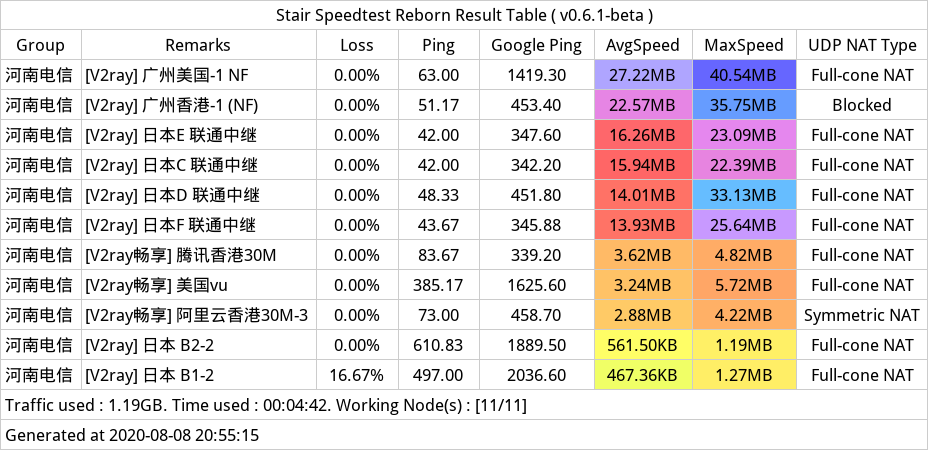 Stair Speedtest Reborn Result Table ( v0.6.1-beta )
Group Remarks Loss Ping Google Ping AvgSpeed MaxSpeed UDP NAT Type
河南电信 [V2ray] 广州美国-1 NF 0.00% 63.00 1419.30 27.22MB 40.54MB Full-cone NAT
河南电信 [V2ray] 广州香港-1 (NF) 0.00% 51.17 453.40 22.57MB 35.75MB Blocked
河南电信 [V2ray] 日本E 联通中继 0.00% 42.00 347.60 16.26MB 23.09MB Full-cone NAT
河南电信 [V2ray] 日本C 联通中继 0.00% 42.00 342.20 15.94MB 22.39MB Full-cone NAT
河南电信 [V2ray] 日本D 联通中继 0.00% 48.33 451.80 14.01MB 33.13MB Full-cone NAT
河南电信 [V2ray] 日本F 联通中继 0.00% 43.67 345.88 13.93MB 25.64MB Full-cone NAT
河南电信 [V2ray畅享] 腾讯香港30M 0.00% 83.67 339.20 3.62MB 4.82MB Full-cone NAT
河南电信 [V2ray畅享] 美国vu 0.00% 385.17 1625.60 3.24MB 5.72MB Full-cone NAT
河南电信 [V2ray畅享] 阿里云香港30M-3 0.00% 73.00 458.70 2.88MB 4.22MB Symmetric NAT
河南电信 [V2ray] 日本 B2-2 0.00% 610.83 1889.50 561.50KB 1.19MB Full-cone NAT
河南电信 [V2ray] 日本 B1-2 16.67% 497.00 2036.60 467.36KB 1.27MB Full-cone NAT
Traffic used : 1.19GB. Time used : 00:04:42. Working Node(s) : [11/11]
Generated at 2020-08-08 20:55:15